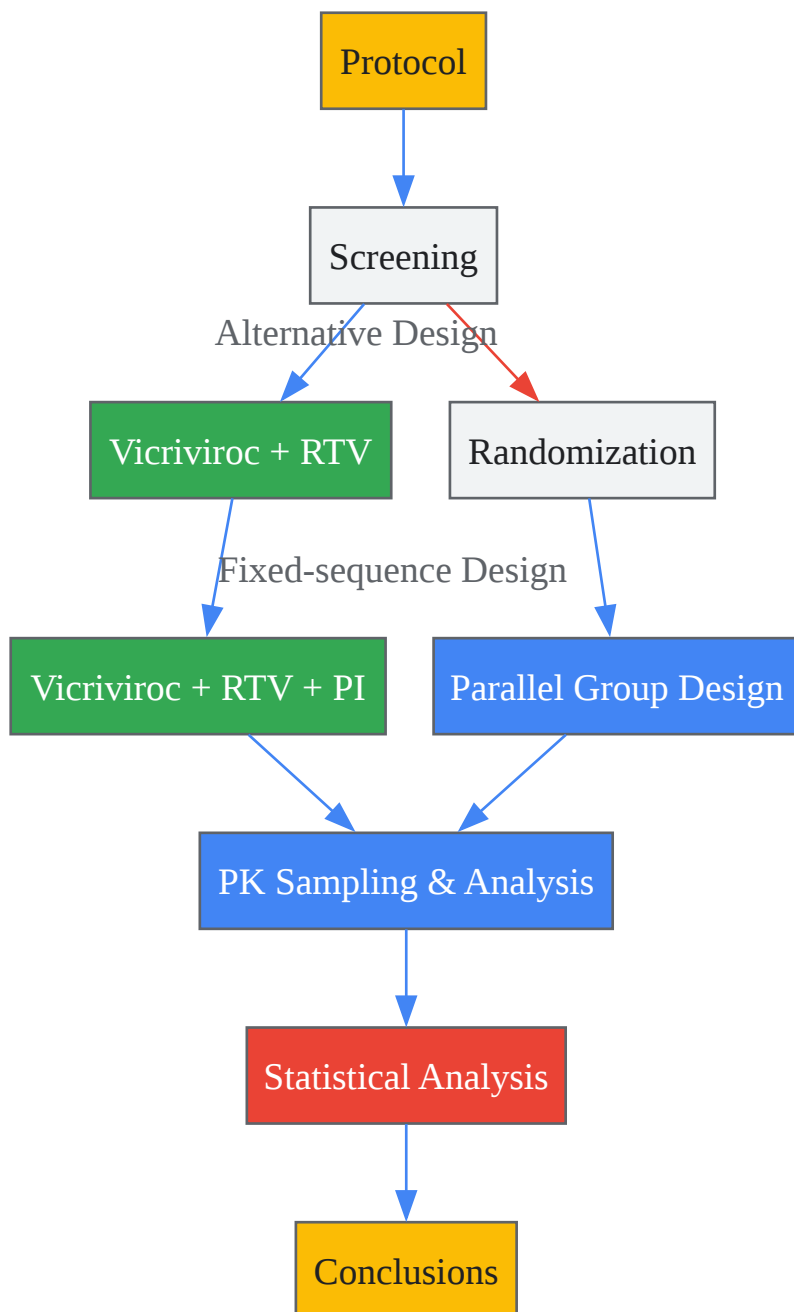 Protocol
Screening
Alternative Design
Vicriviroc + RTV
Randomization
Fixed-sequence Design
Vicriviroc + RTV + PI
Parallel Group Design
PK Sampling & Analysis
Statistical Analysis
Conclusions